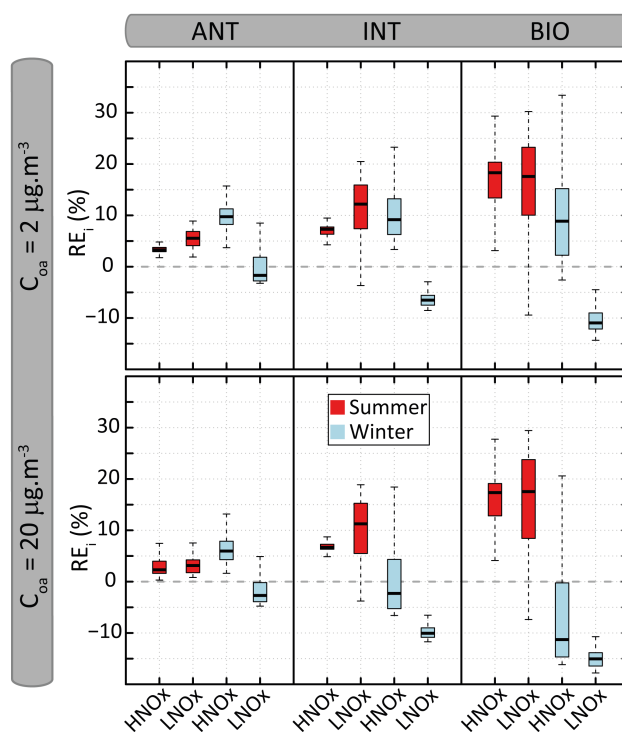 ANT INT BIO
C_oa = 2 µg.m⁻³
RE_i (%)
30
20
10
0
−10
C_oa = 20 µg.m⁻³
RE_i (%)
30
20
10
0
−10
Summer
Winter
HNOx LNOx HNOx LNOx HNOx LNOx HNOx LNOx HNOx LNOx HNOx LNOx